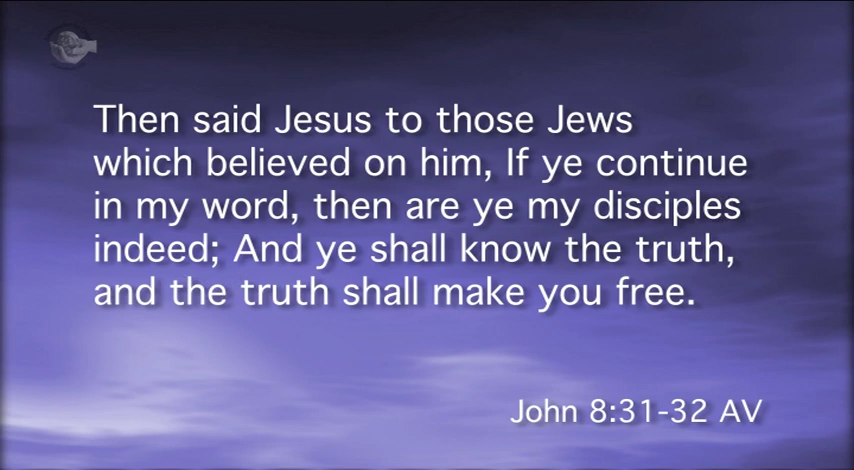 Then said Jesus to those Jews
which believed on him, If ye continue
in my word, then are ye my disciples
indeed; And ye shall know the truth,
and the truth shall make you free.
John 8:31-32 AV